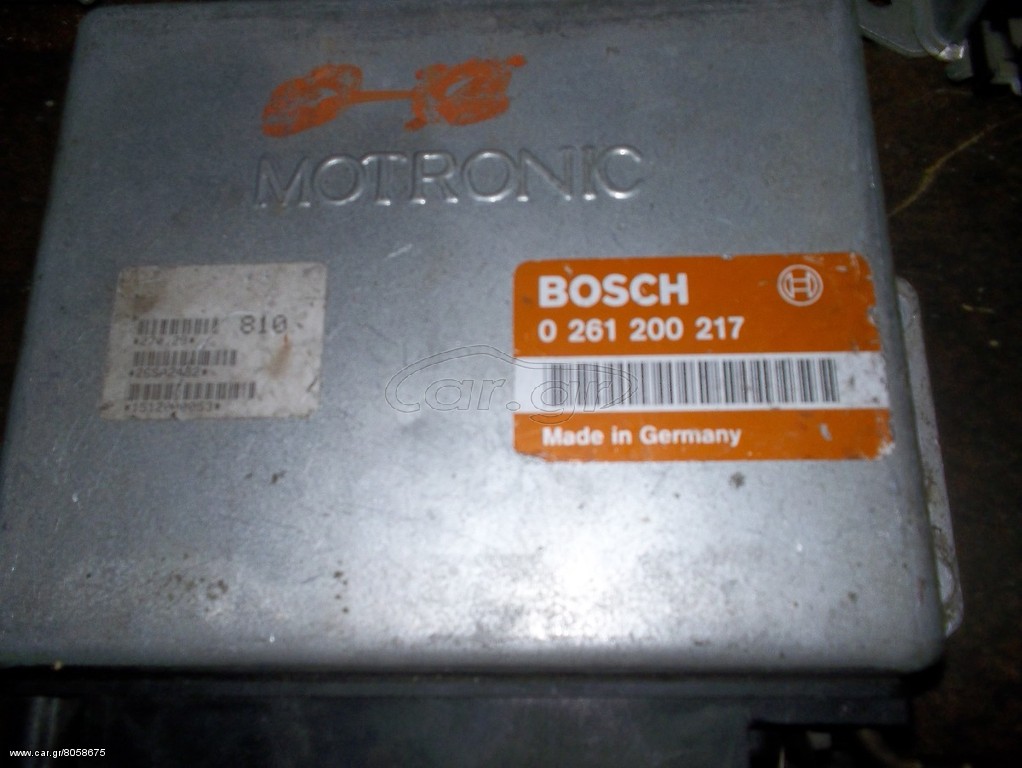 MOTRONIC
BOSCH
0 261 200 217
Made in Germany
810
car.gr
www.car.gr/8058675